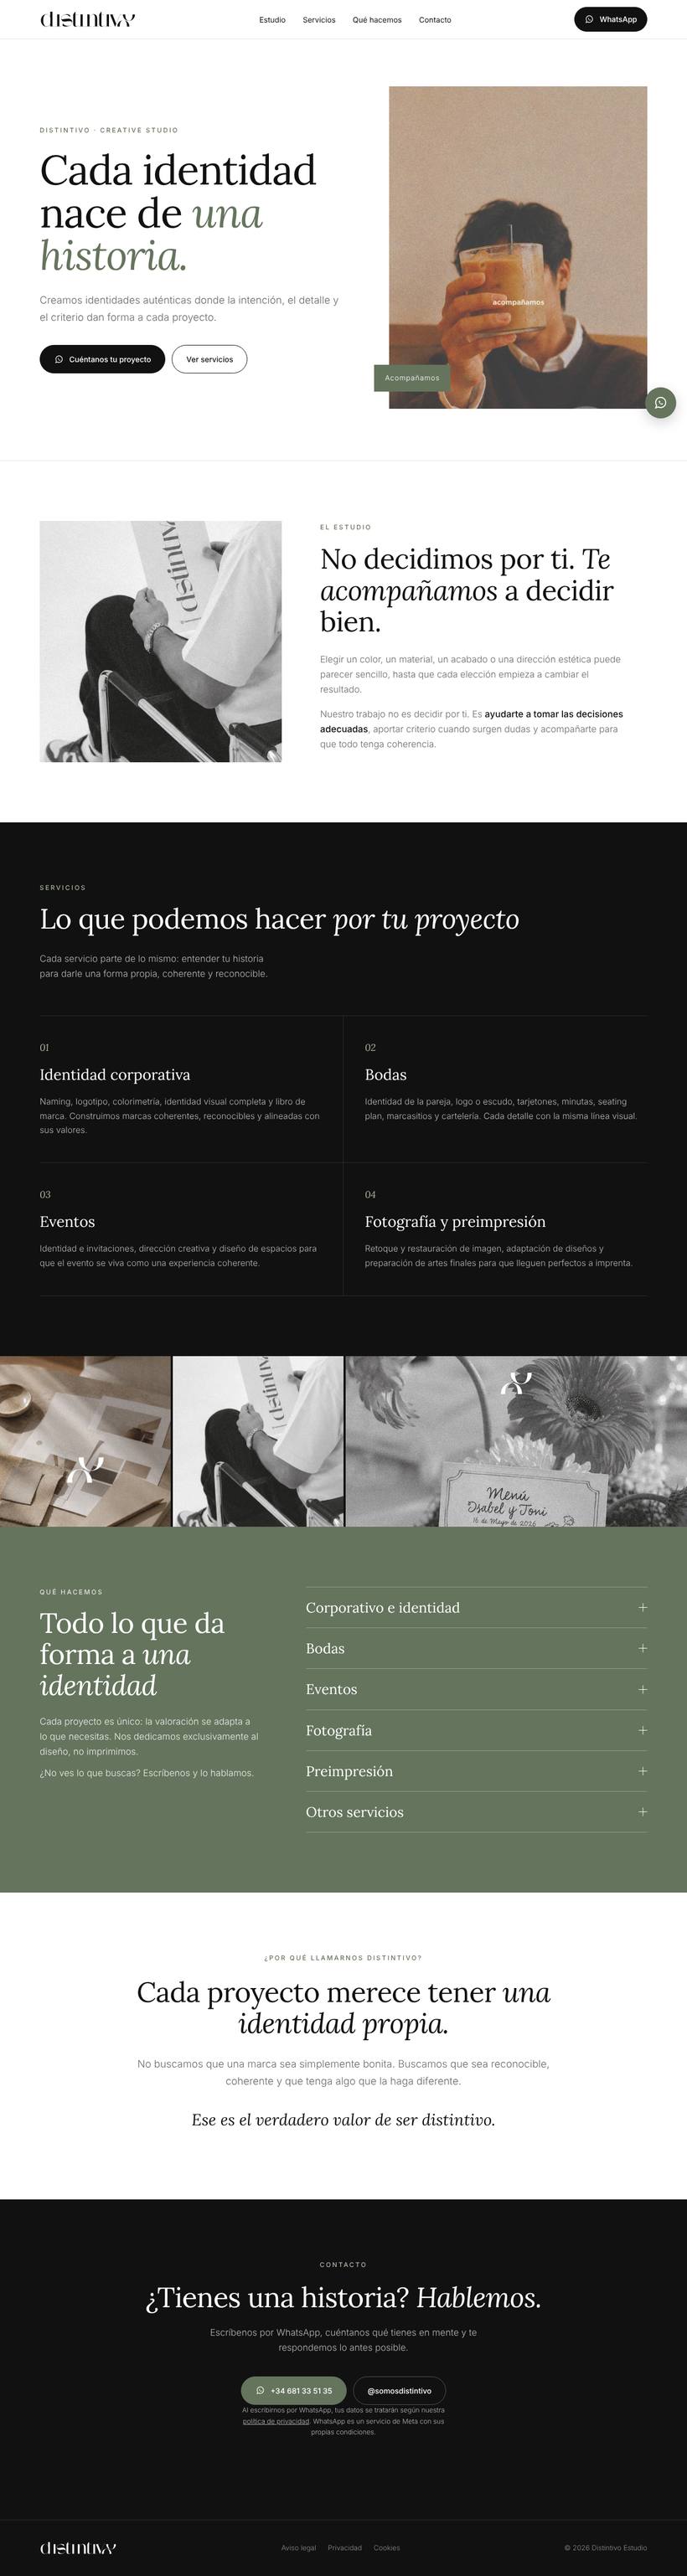 distintivo
Estudio
Servicios
Qué hacemos
Contacto
WhatsApp
DISTINTIVO · CREATIVE STUDIO
Cada identidad
nace de una
historia.
Creamos identidades auténticas donde la intención, el detalle y
el criterio dan forma a cada proyecto.
Cuéntanos tu proyecto
Ver servicios
acompañamos
Acompañamos
distintivo
EL ESTUDIO
No decidimos por ti. Te
acompañamos a decidir
bien.
Elegir un color, un material, un acabado o una dirección estética puede
parecer sencillo, hasta que cada elección empieza a cambiar el
resultado.
Nuestro trabajo no es decidir por ti. Es ayudarte a tomar las decisiones
adecuadas, aportar criterio cuando surgen dudas y acompañarte para
que todo tenga coherencia.
SERVICIOS
Lo que podemos hacer por tu proyecto
Cada servicio parte de lo mismo: entender tu historia
para darle una forma propia, coherente y reconocible.
01
Identidad corporativa
Naming, logotipo, colorimetría, identidad visual completa y libro de
marca. Construimos marcas coherentes, reconocibles y alineadas con
sus valores.
02
Bodas
Identidad de la pareja, logo o escudo, tarjetones, minutas, seating
plan, marcasitios y cartelería. Cada detalle con la misma línea visual.
03
Eventos
Identidad e invitaciones, dirección creativa y diseño de espacios para
que el evento se viva como una experiencia coherente.
04
Fotografía y preimpresión
Retoque y restauración de imagen, adaptación de diseños y
preparación de artes finales para que lleguen perfectos a imprenta.
distintivo
Menú
Isabel y Toni
16 de Mayo de 2026
QUÉ HACEMOS
Todo lo que da
forma a una
identidad
Cada proyecto es único: la valoración se adapta a
lo que necesitas. Nos dedicamos exclusivamente al
diseño, no imprimimos.
¿No ves lo que buscas? Escríbenos y lo hablamos.
Corporativo e identidad
Bodas
Eventos
Fotografía
Preimpresión
Otros servicios
¿POR QUÉ LLAMARNOS DISTINTIVO?
Cada proyecto merece tener una
identidad propia.
No buscamos que una marca sea simplemente bonita. Buscamos que sea reconocible,
coherente y que tenga algo que la haga diferente.
Ese es el verdadero valor de ser distintivo.
CONTACTO
¿Tienes una historia? Hablemos.
Escríbenos por WhatsApp, cuéntanos qué tienes en mente y te
respondemos lo antes posible.
+34 681 33 51 35
@somosdistintivo
Al escribirnos por WhatsApp, tus datos se tratarán según nuestra
política de privacidad. WhatsApp es un servicio de Meta con sus
propias condiciones.
distintivo
Aviso legal
Privacidad
Cookies
© 2026 Distintivo Estudio